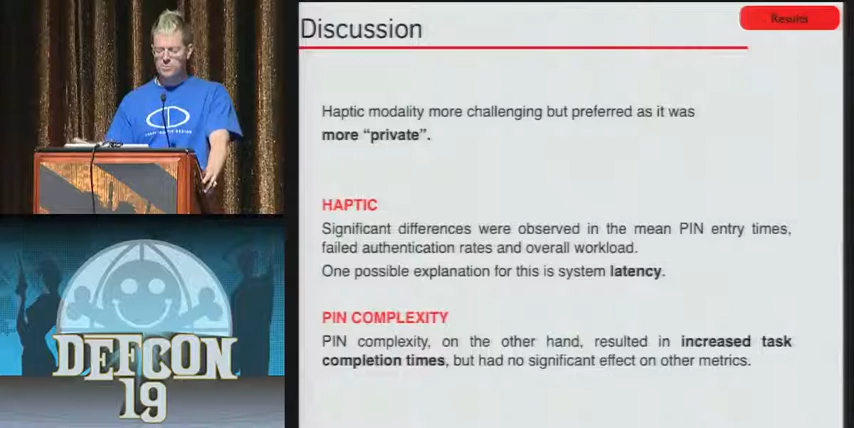 Discussion
Results
Haptic modality more challenging but preferred as it was
more “private”.
HAPTIC
Significant differences were observed in the mean PIN entry times,
failed authentication rates and overall workload.
One possible explanation for this is system latency.
PIN COMPLEXITY
PIN complexity, on the other hand, resulted in increased task
completion times, but had no significant effect on other metrics.
DEFCON
19